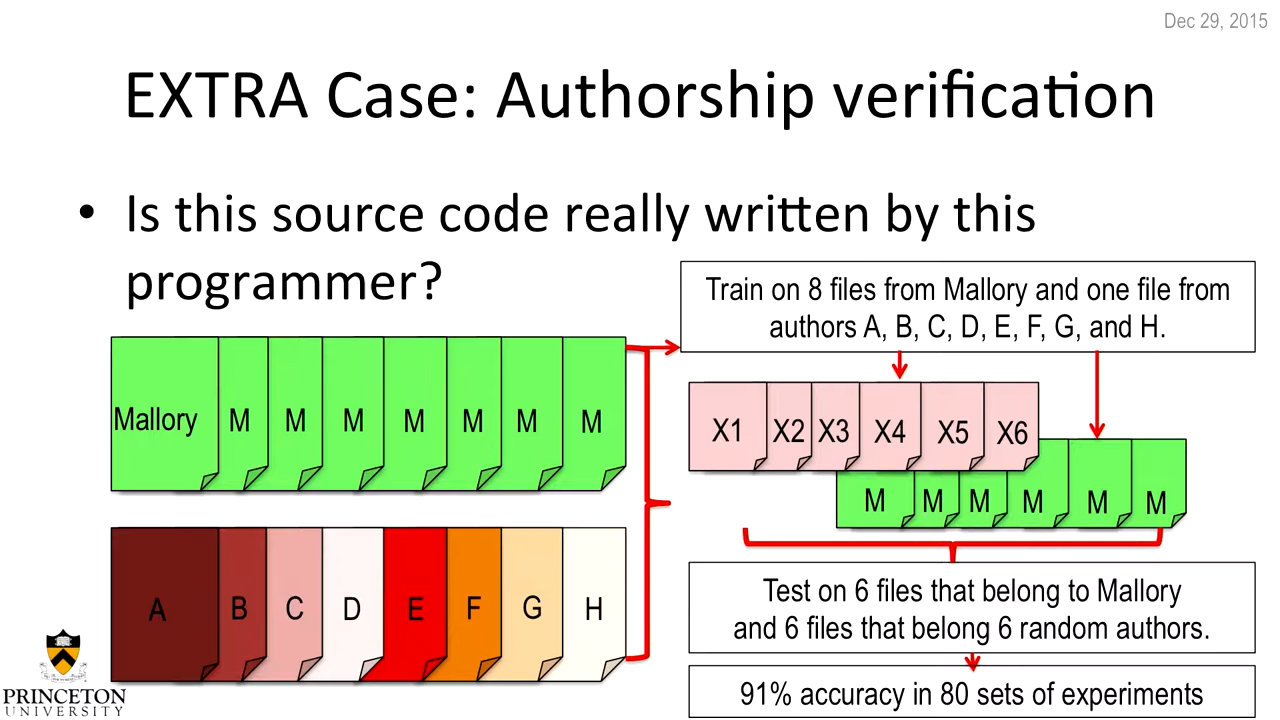 Dec 29, 2015
EXTRA Case: Authorship verification
• Is this source code really written by this
programmer?
Train on 8 files from Mallory and one file from
authors A, B, C, D, E, F, G, and H.
Mallory M M M M M M M
X1 X2 X3 X4 X5 X6
M M M M M M
A B C D E F G H
Test on 6 files that belong to Mallory
and 6 files that belong 6 random authors.
91% accuracy in 80 sets of experiments
PRINCETON
UNIVERSITY